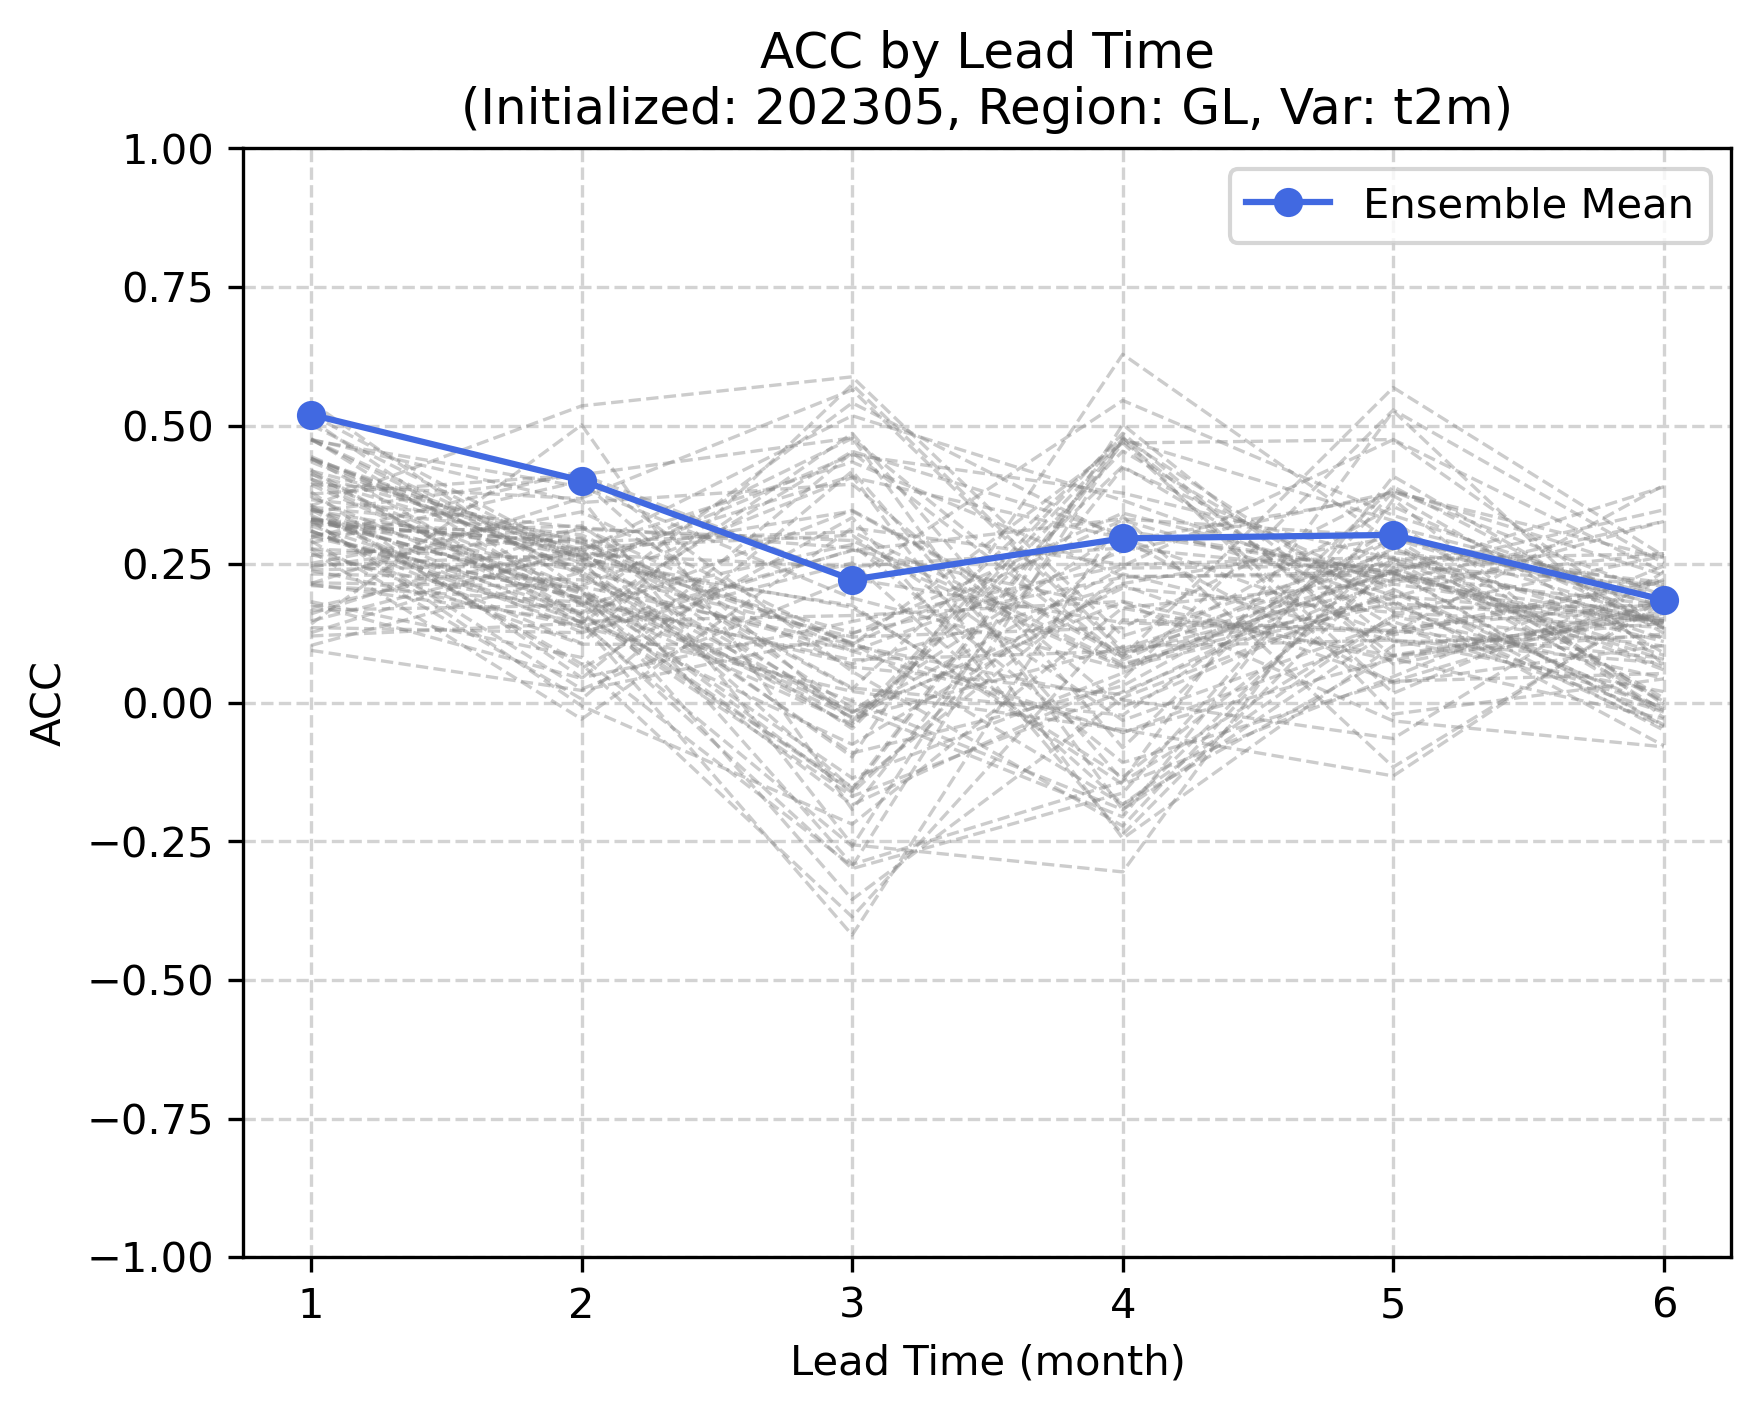 ACC by Lead Time
(Initialized: 202305, Region: GL, Var: t2m)
Ensemble Mean
1.00
0.75
0.50
0.25
0.00
−0.25
−0.50
−0.75
−1.00
ACC
1 2 3 4 5 6
Lead Time (month)